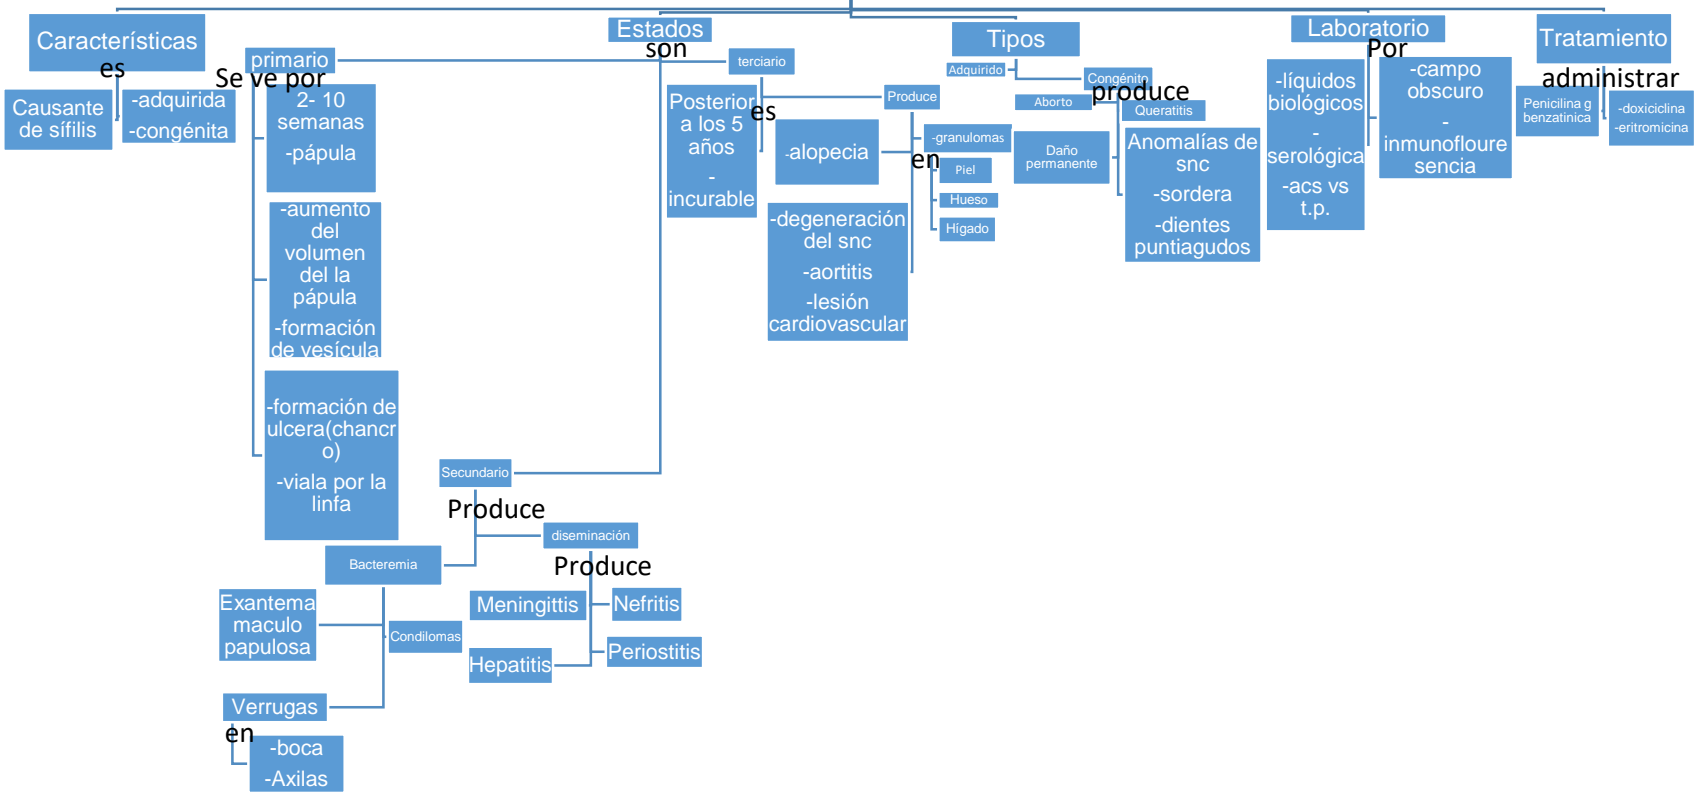 Características
es
Causante
de sífilis
-adquirida
-congénita
Estados
son
primario
Se ve por
2- 10
semanas
-pápula
-aumento
del
volumen
del la
pápula
-formación
de vesícula
-formación de
ulcera(chancr
o)
-viala por la
linfa
Secundario
Produce
Bacteremia
Exantema
maculo
papulosa
Condilomas
Verrugas
en
-boca
-Axilas
diseminación
Produce
Meningittis
Nefritis
Hepatitis
Periostitis
terciario
es
Posterior
a los 5
años
-
incurable
Produce
-alopecia
-granulomas
en
Piel
Hueso
Hígado
-degeneración
del snc
-aortitis
-lesión
cardiovascular
Tipos
Adquirido
Congénito
produce
Aborto
Queratitis
Daño
permanente
Anomalías de
snc
-sordera
-dientes
puntiagudos
Laboratorio
Por
-líquidos
biológicos
-
serológica
-acs vs
t.p.
-campo
obscuro
-
inmunofloure
sencia
Tratamiento
administrar
Penicilina g
benzatinica
-doxiciclina
-eritromicina